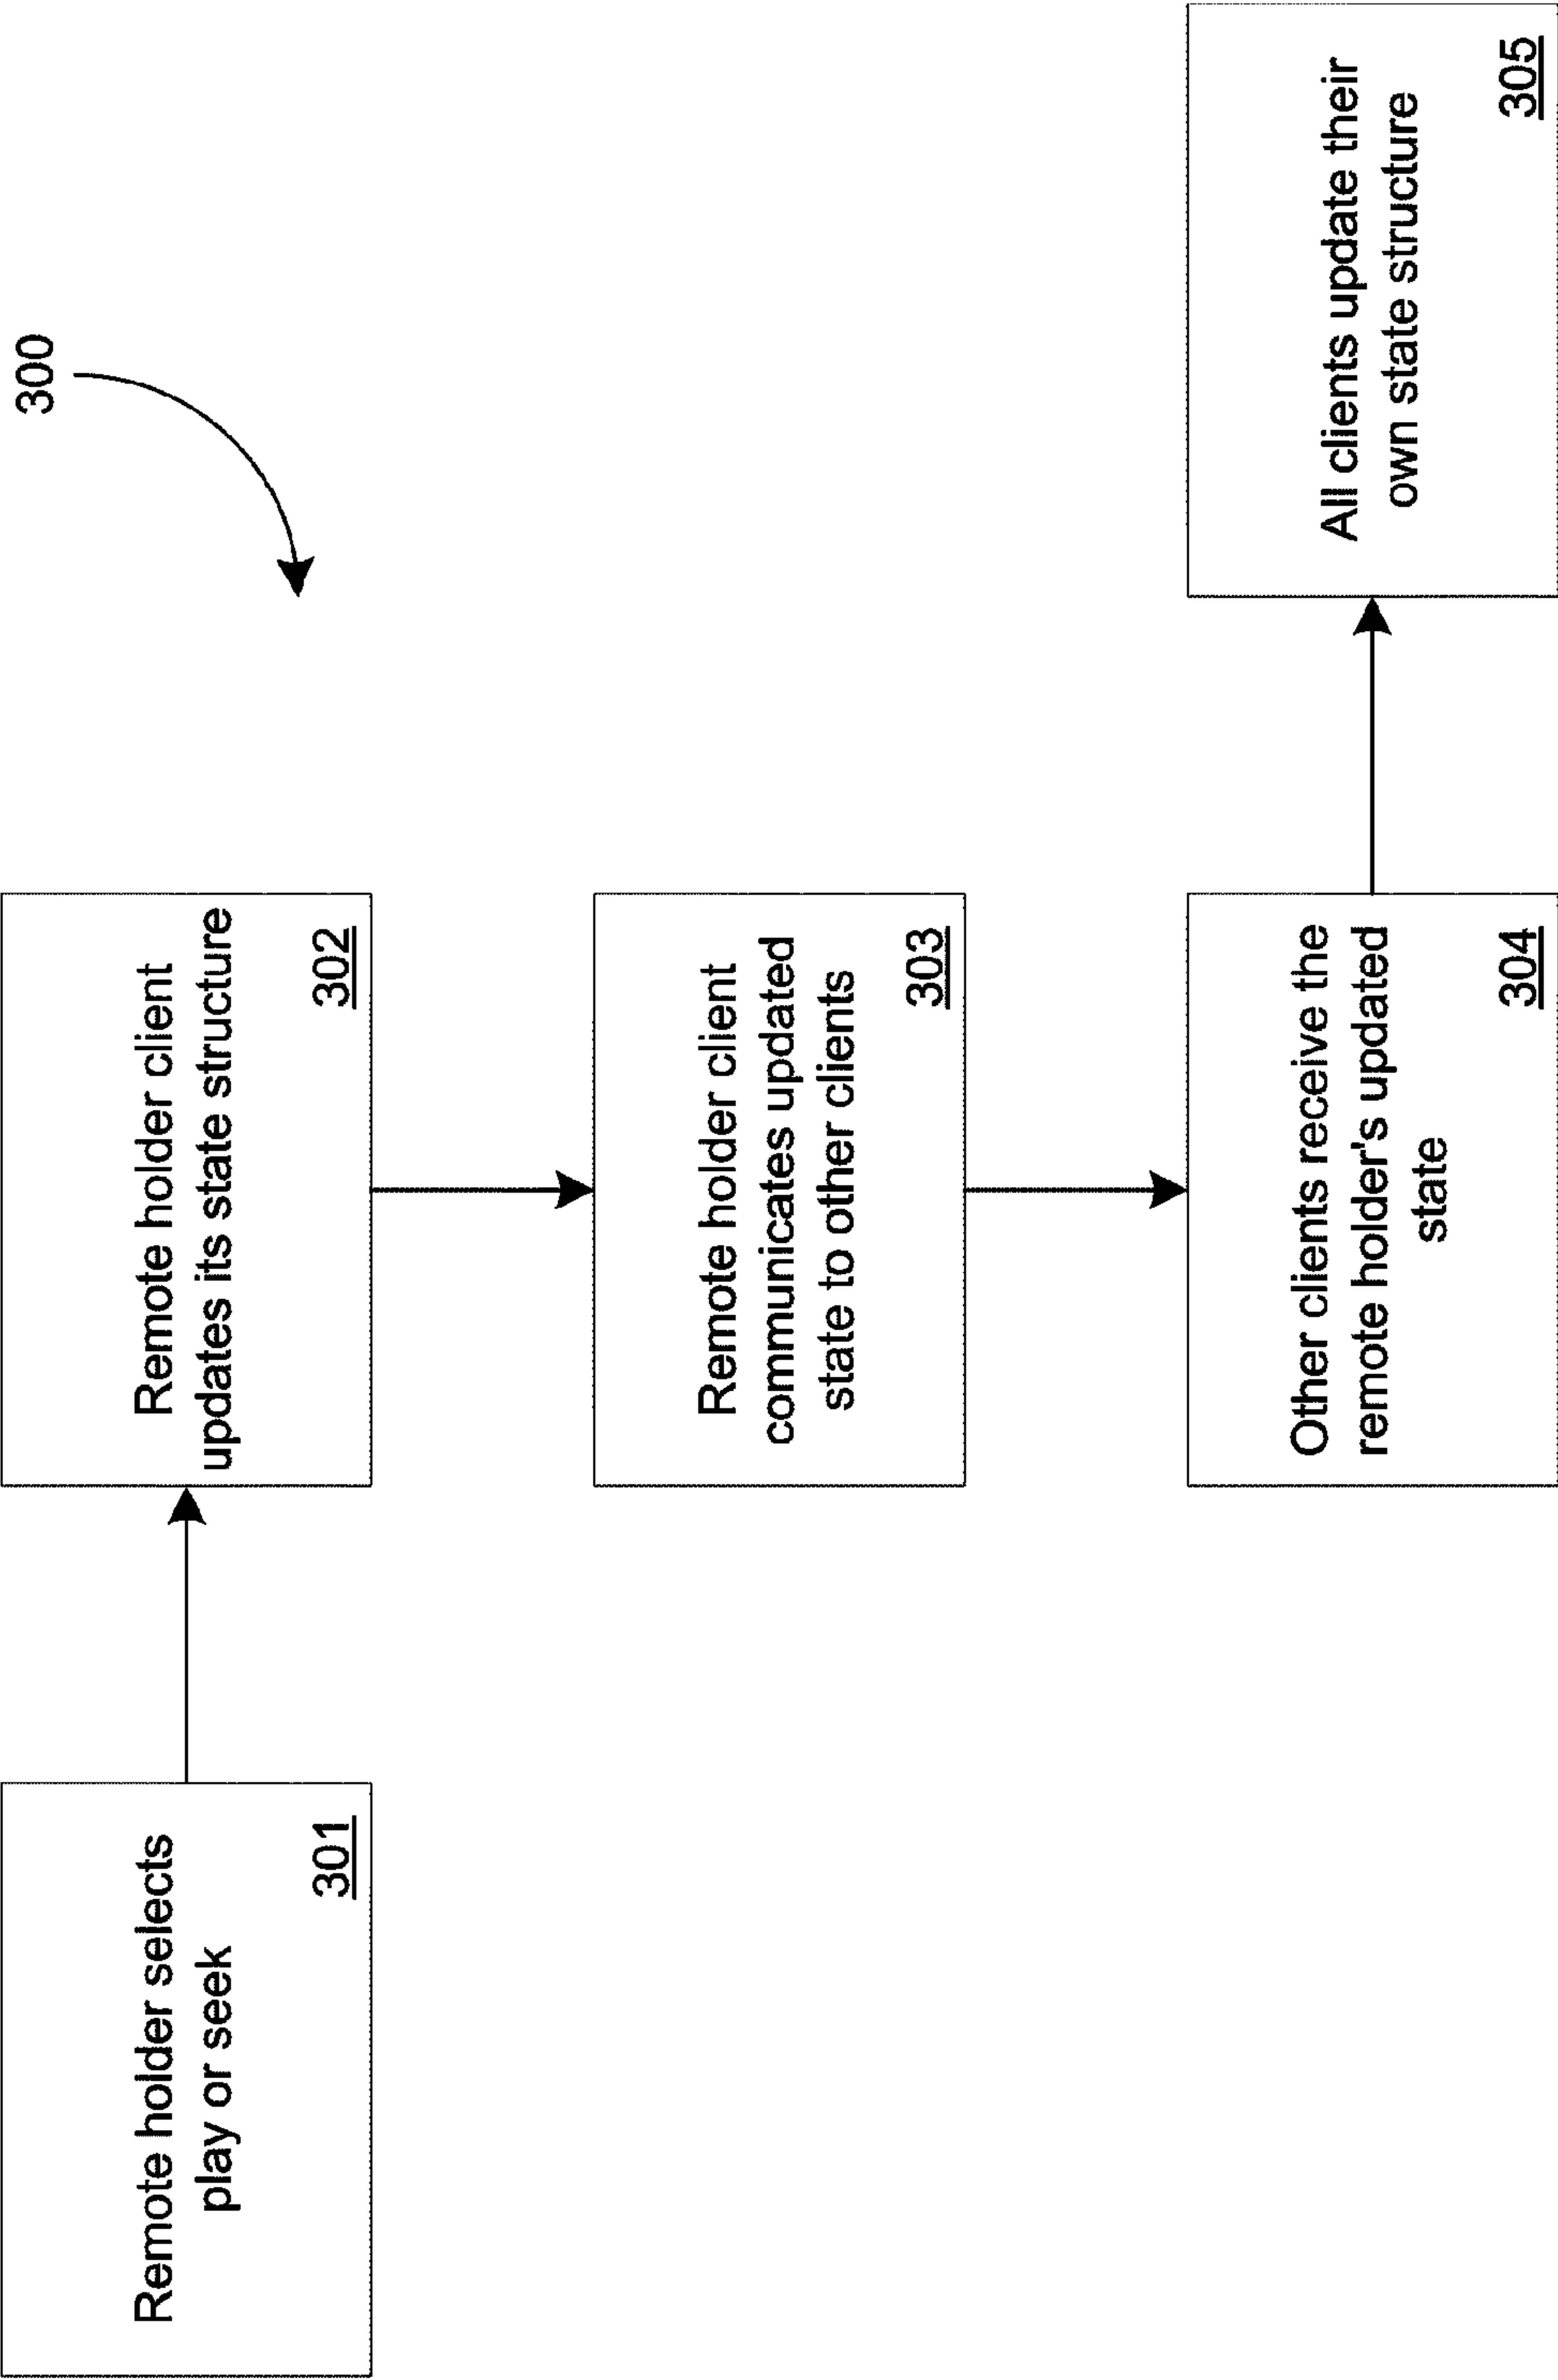 300
Remote holder selects
play or seek
301
Remote holder client
updates its state structure
302
Remote holder client
communicates updated
state to other clients
303
Other clients receive the
remote holder's updated
state
304
All clients update their
own state structure
305